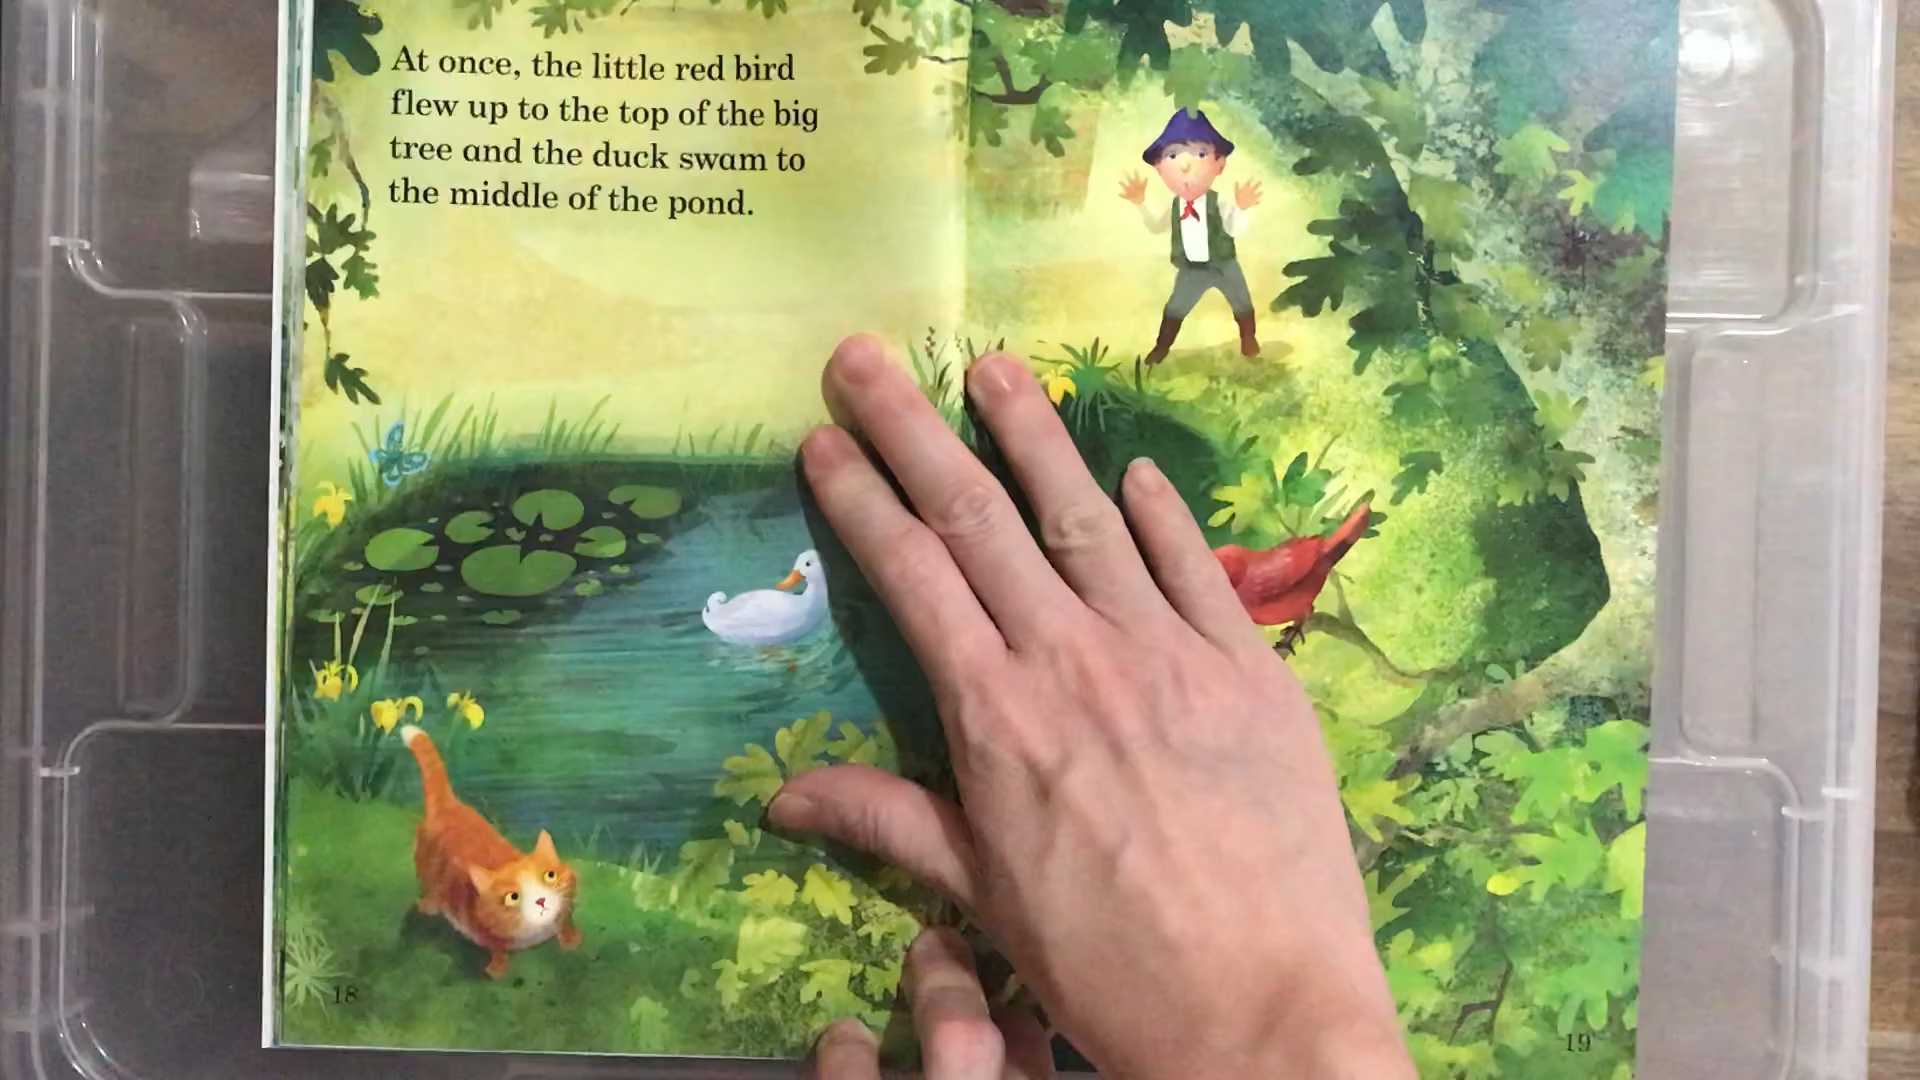 At once, the little red bird
flew up to the top of the big
tree and the duck swam to
the middle of the pond.
18
19